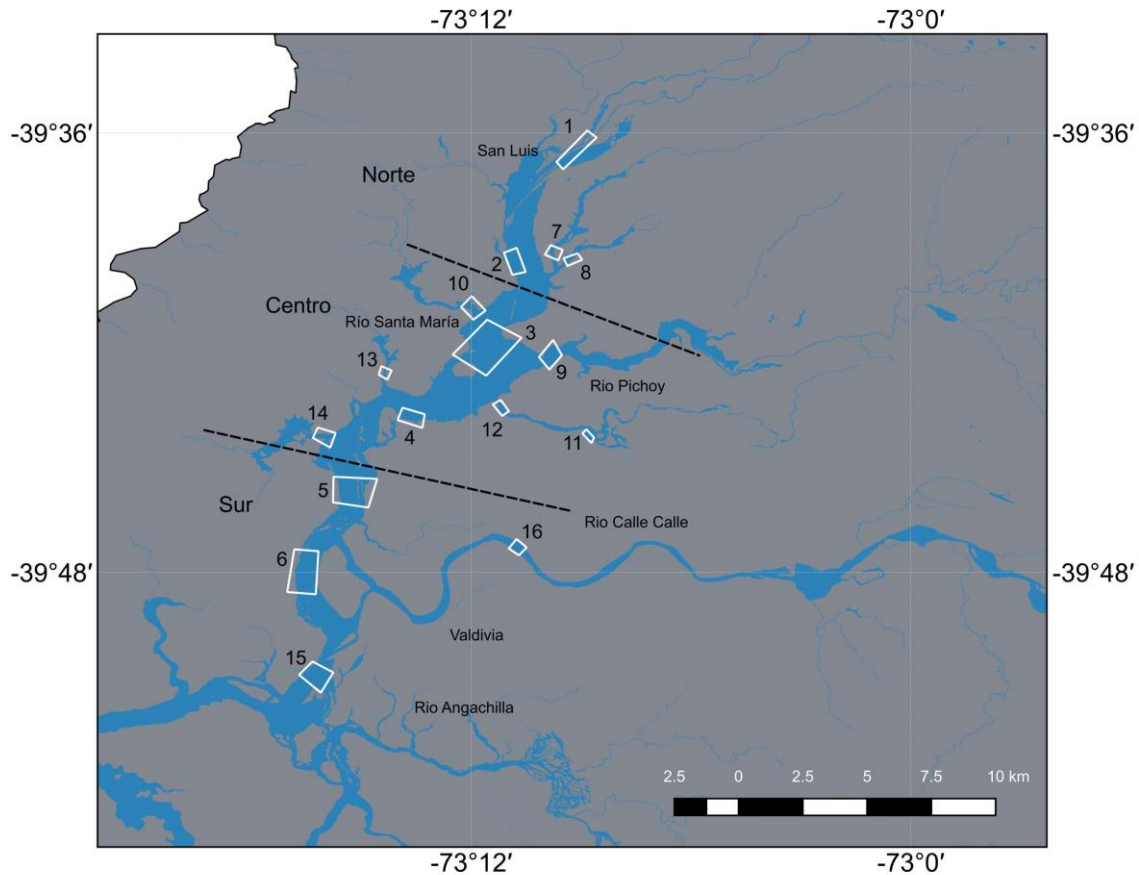 -73°12′ -73°0′
-39°36′ -39°36′
1
San Luis
Norte
7
2 8
10
Centro
Río Santa María
3
13 9
Rio Pichoy
12
14 4 11
5
Sur
Rio Calle Calle
16
6
-39°48′ -39°48′
Valdivia
15
Rio Angachilla
2.5 0 2.5 5 7.5 10 km
-73°12′ -73°0′